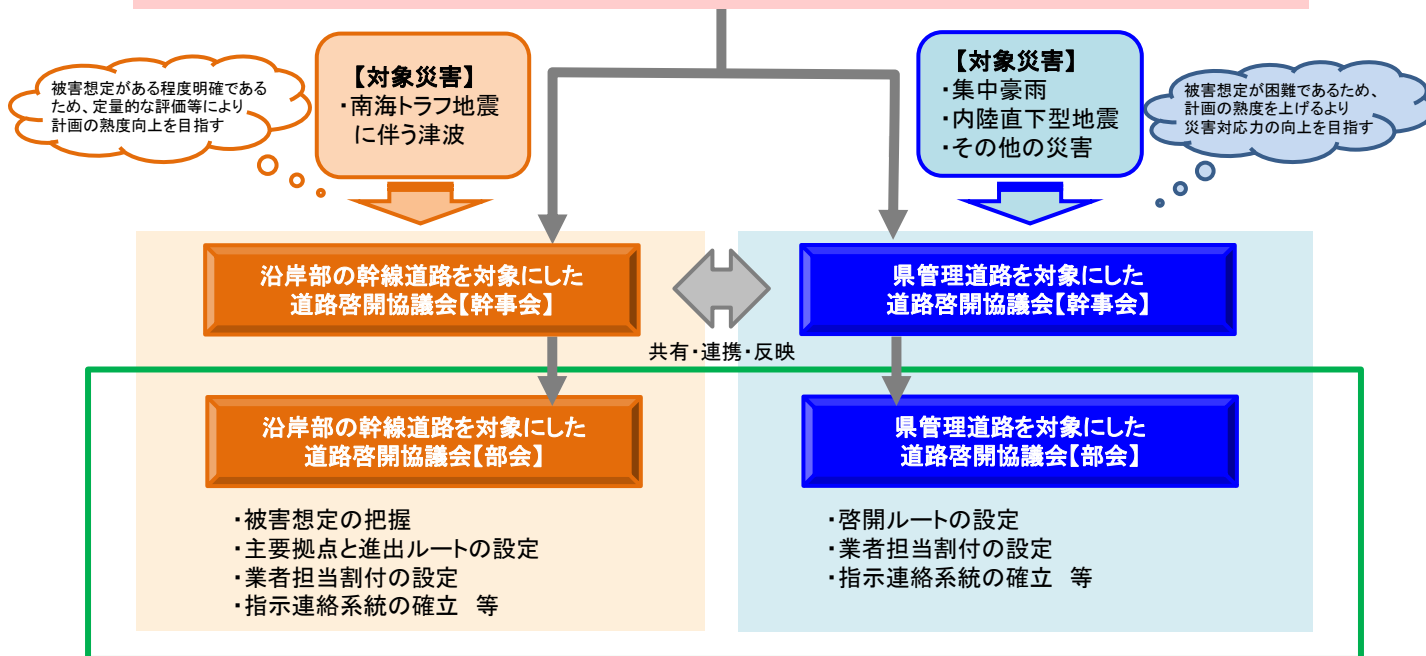 被害想定がある程度明確である
ため、定量的な評価等により
計画の熟度向上を目指す
【対象災害】
・南海トラフ地震
に伴う津波
【対象災害】
・集中豪雨
・内陸直下型地震
・その他の災害
被害想定が困難であるため、
計画の熟度を上げるより
災害対応力の向上を目指す
沿岸部の幹線道路を対象にした
道路啓開協議会【幹事会】
県管理道路を対象にした
道路啓開協議会【幹事会】
共有・連携・反映
沿岸部の幹線道路を対象にした
道路啓開協議会【部会】
県管理道路を対象にした
道路啓開協議会【部会】
・被害想定の把握
・主要拠点と進出ルートの設定
・業者担当割付の設定
・指示連絡系統の確立 等
・啓開ルートの設定
・業者担当割付の設定
・指示連絡系統の確立 等